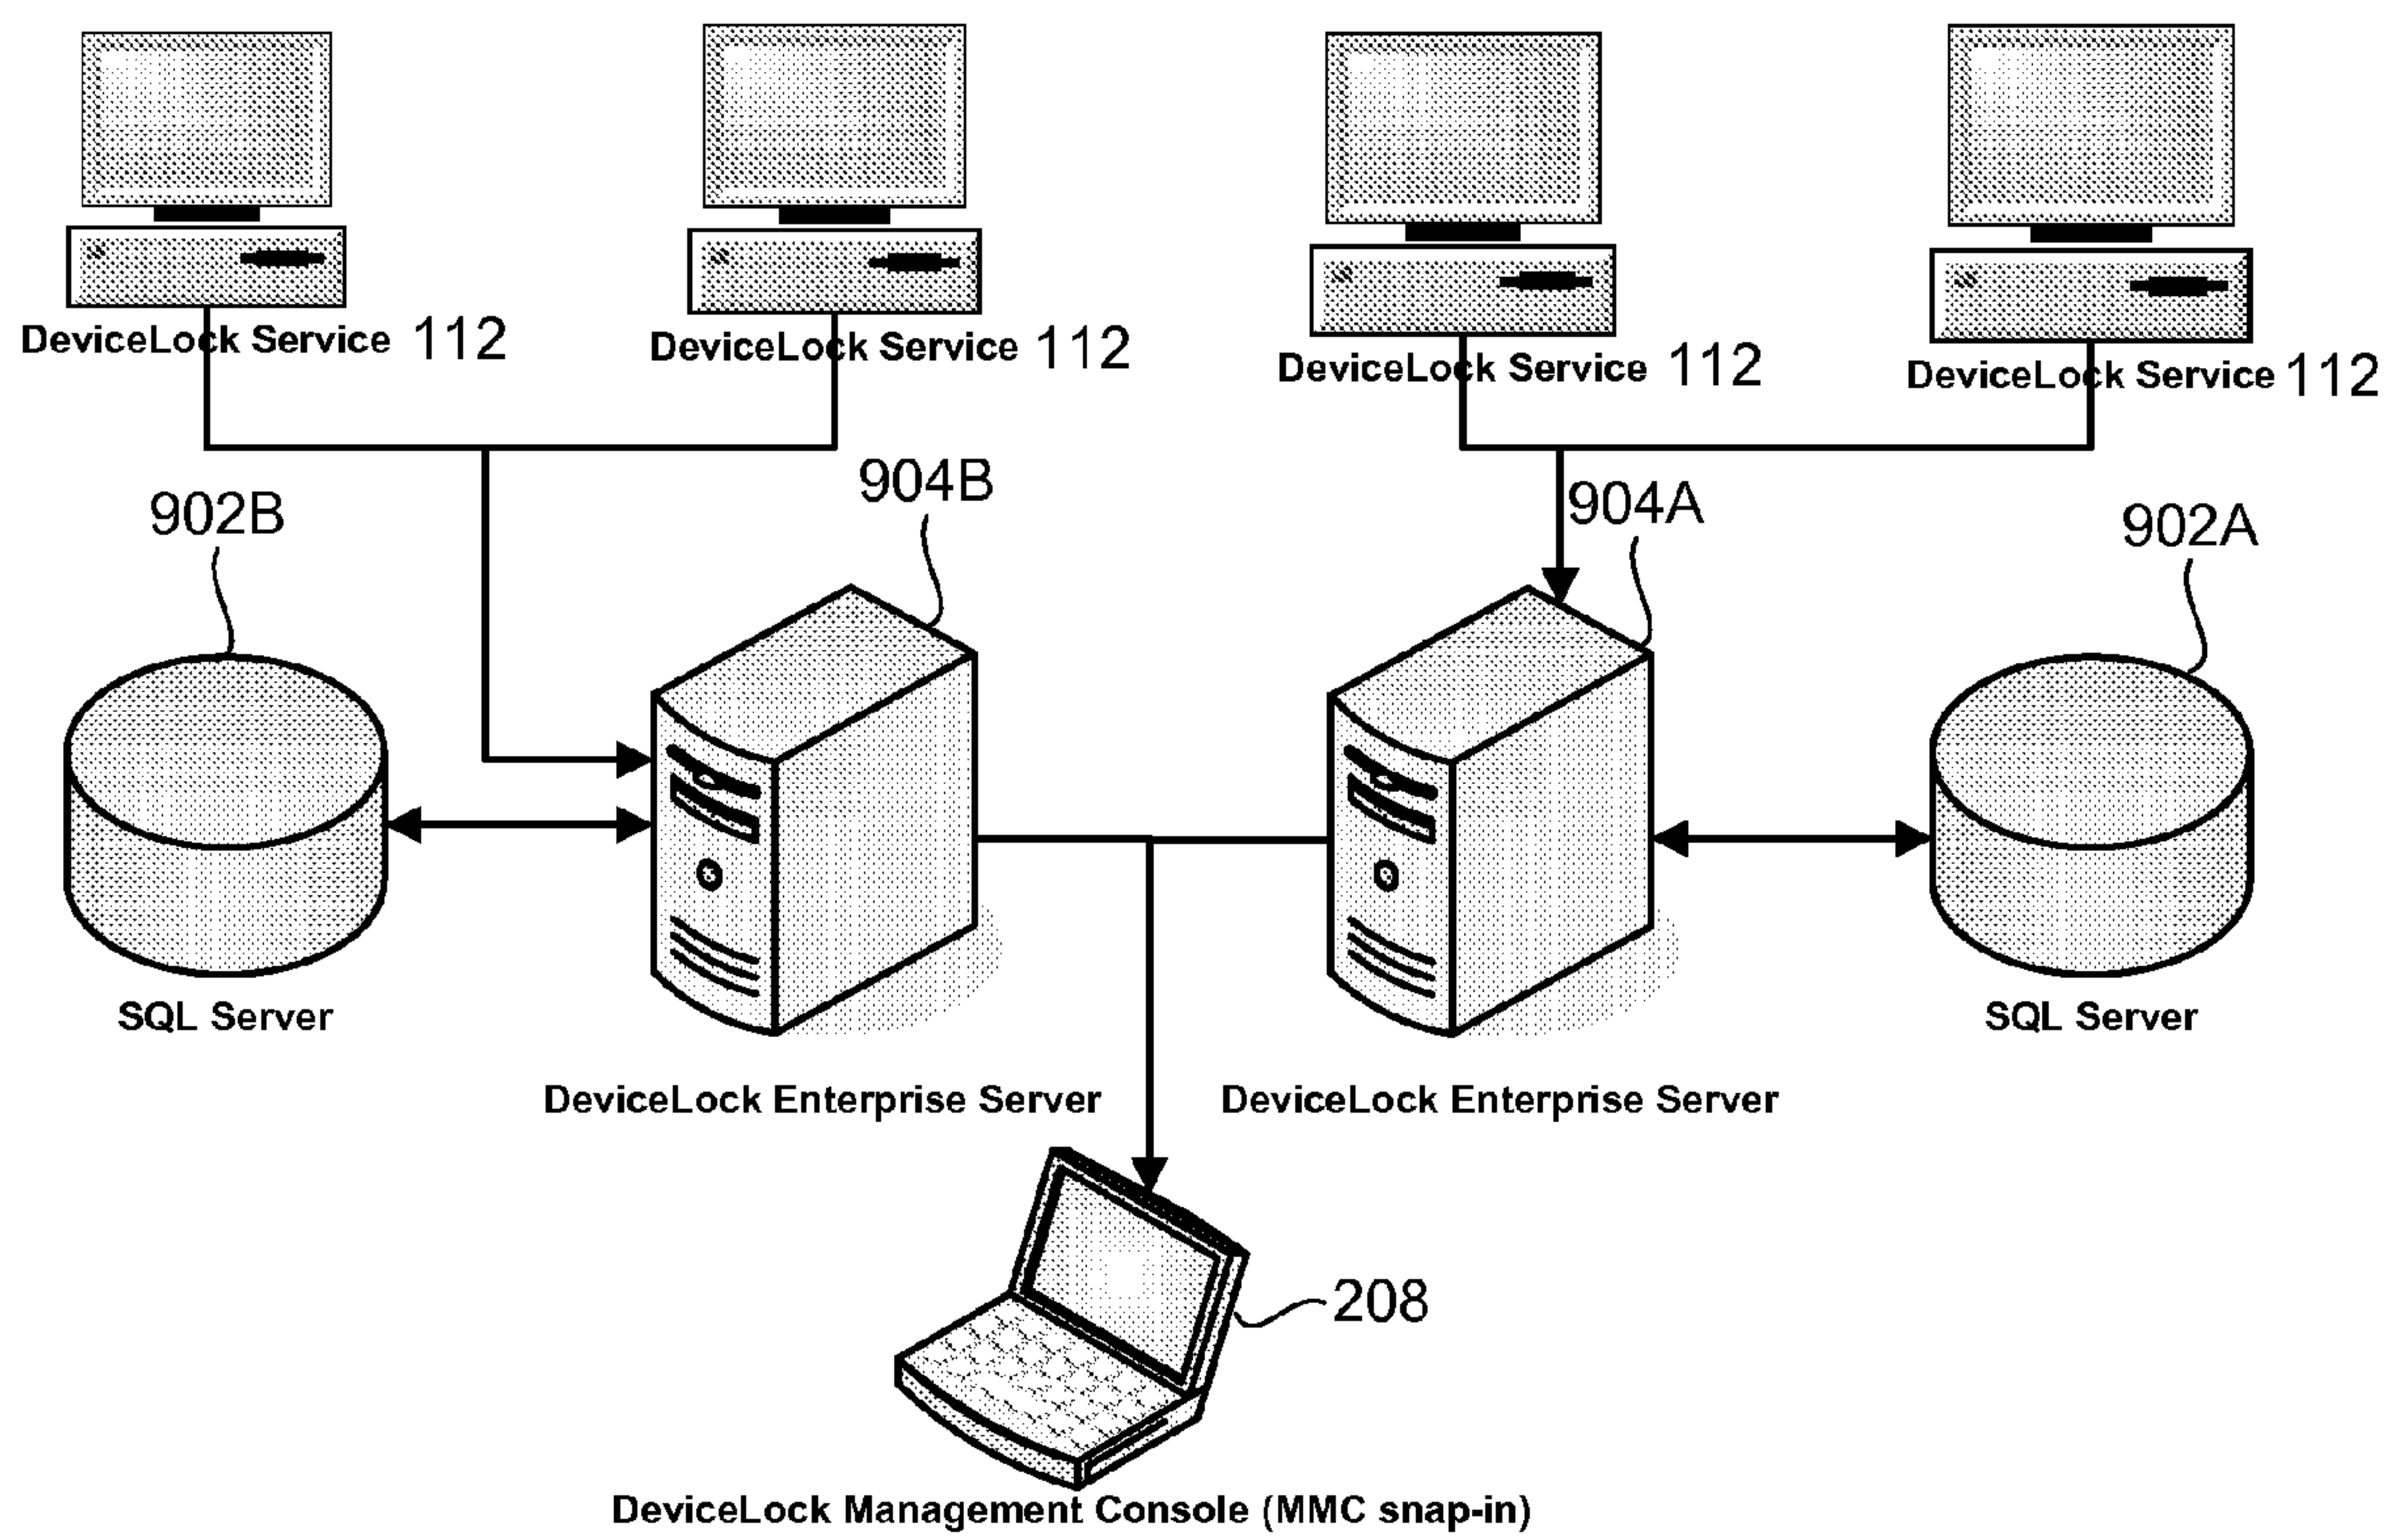 DeviceLock Service 112
DeviceLock Service 112
DeviceLock Service 112
DeviceLock Service 112
902B
904B
904A
902A
SQL Server
SQL Server
DeviceLock Enterprise Server
DeviceLock Enterprise Server
208
DeviceLock Management Console (MMC snap-in)